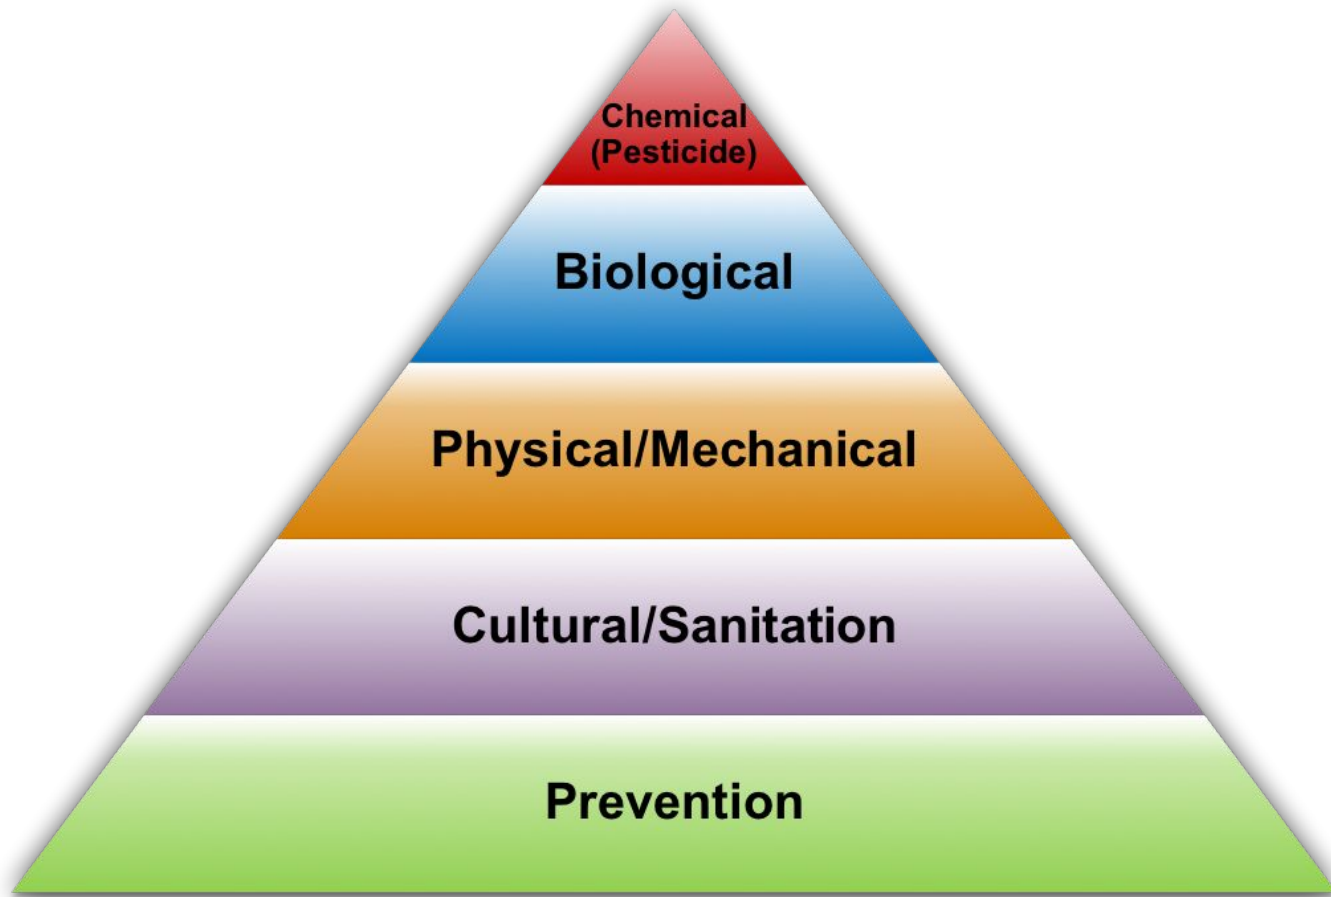 Chemical
(Pesticide)
Biological
Physical/Mechanical
Cultural/Sanitation
Prevention